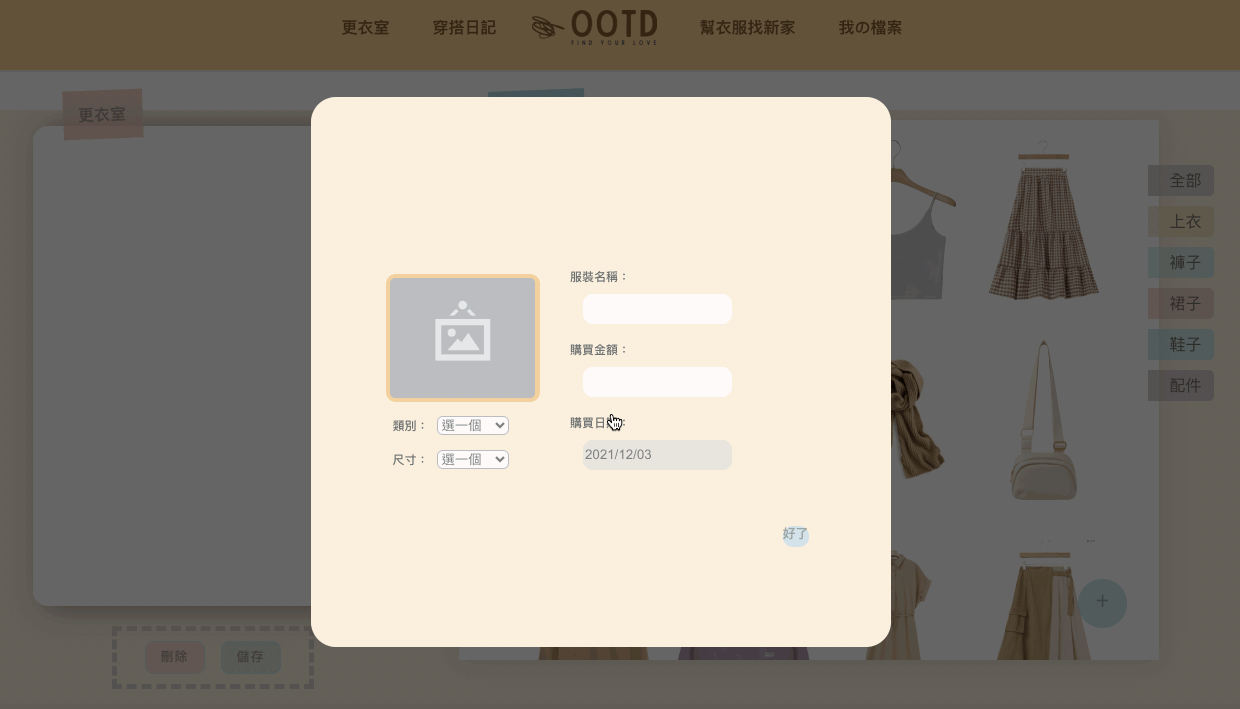 更衣室
穿搭日記
OOTD
FIND YOUR LOVE
幫衣服找新家
我的檔案
更衣室
全部
上衣
褲子
裙子
鞋子
配件
服裝名稱：
購買金額：
類別：
選一個
購買日期：
尺寸：
選一個
2021/12/03
好了
+
刪除
儲存